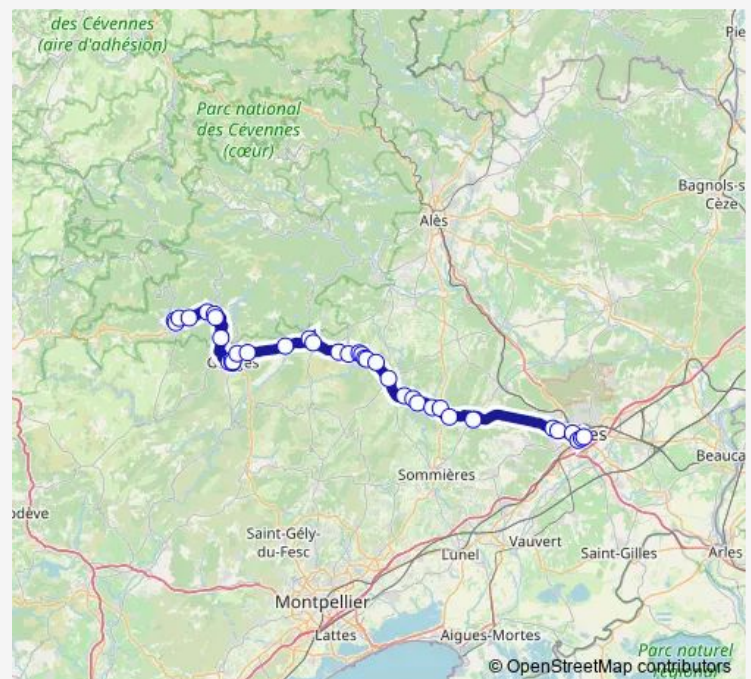 des Cévennes
(aire d'adhésion)
Pie
Parc national
des Cévennes
(cœur)
Bagnols-s
Cèze
Alès
es
Beauca
Sommières
odève
Saint-Gély-
du-Fesc
Lunel
Vauvert
Saint-Gilles
Arles
Montpellier
Lattes
Aigues-Mortes
Parc naturel
© OpenStreetMap contributors